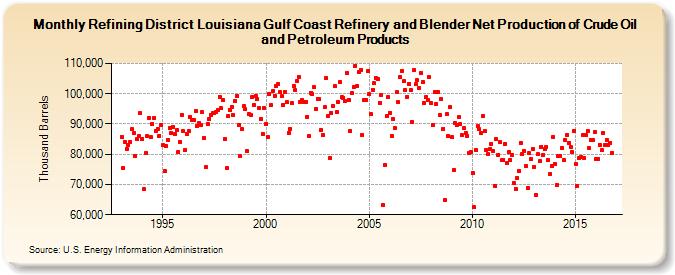 Monthly Refining District Louisiana Gulf Coast Refinery and Blender Net Production of Crude Oil
and Petroleum Products
Thousand Barrels
110,000
100,000
90,000
80,000
70,000
60,000
1995
2000
2005
2010
2015
Source: U.S. Energy Information Administration